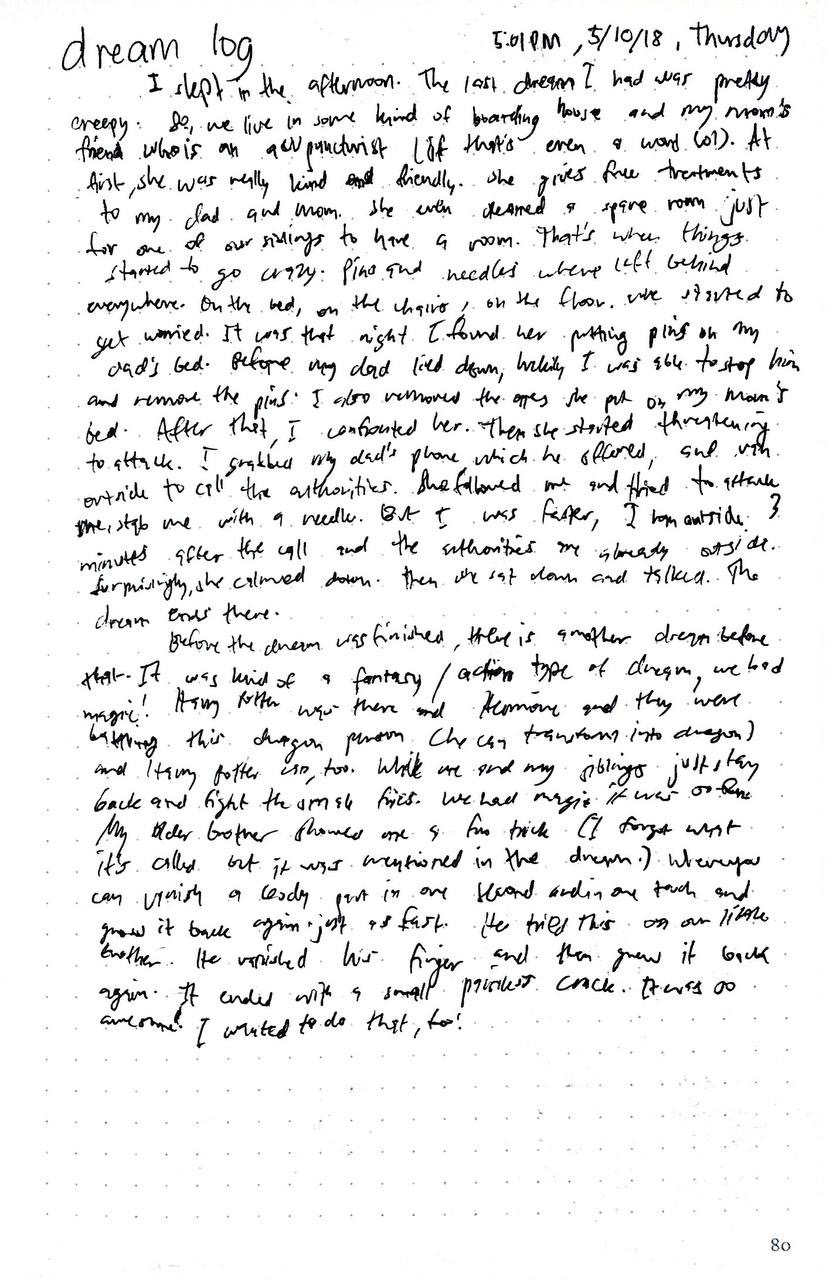 dream log
5:01PM, 5/10/18, Thursday
I slept in the afternoon. The last dream I had was pretty
creepy. So, we live in some kind of boarding house and my mom's
friend who is an accupuncturist (if that's even a word lol). At
first, she was really kind and friendly. She gives free treatments
to my dad and mom. She even cleaned a spare room just
for one of our siblings to have a room. That's when things
started to go crazy. Pins and needles where left behind
everywhere. On the bed, on the chairs, on the floor. We started to
get worried. It was that night I found her putting pins on my
dad's bed. Before my dad lied down, luckily I was able to stop him
and remove the pins. I also removed the ones she put on my mom's
bed. After that, I confronted her. Then she started threatening
to attack. I grabbed my dad's phone which he offered, and ran
outside to call the authorities. She followed me and tried to attack
me, stab me with a needle. But I was faster, I ran outside 3
minutes after the call and the authorities are already outside.
Surprisingly, she calmed down. Then we sat down and talked. The
dream ends there.
Before the dream was finished, there is another dream before
that. It was kind of a fantasy/action type of dream, we had
magic! Harry Potter was there and Hermione and they were
battling this dragon person (he can transform into dragon)
and Harry Potter can, too. While me and my siblings just stay
back and fight the small fries. We had magic it was so
My older brother showed me a fun trick (I forgot what
it's called but it was mentioned in the dream.) Where you
can vanish a body part in one second and in one touch and
grow it back again just as fast. He tried this on our little
brother. He vanished his finger and then grew it back
again. It ended with a small painless crack. It was so
awesome! I wanted to do that, too!
80